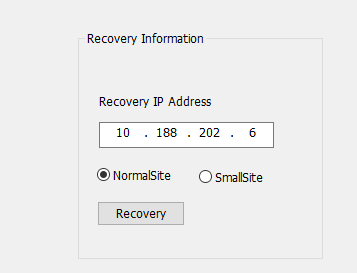 Recovery Information
Recovery IP Address
10 . 188 . 202 . 6
NormalSite SmallSite
Recovery